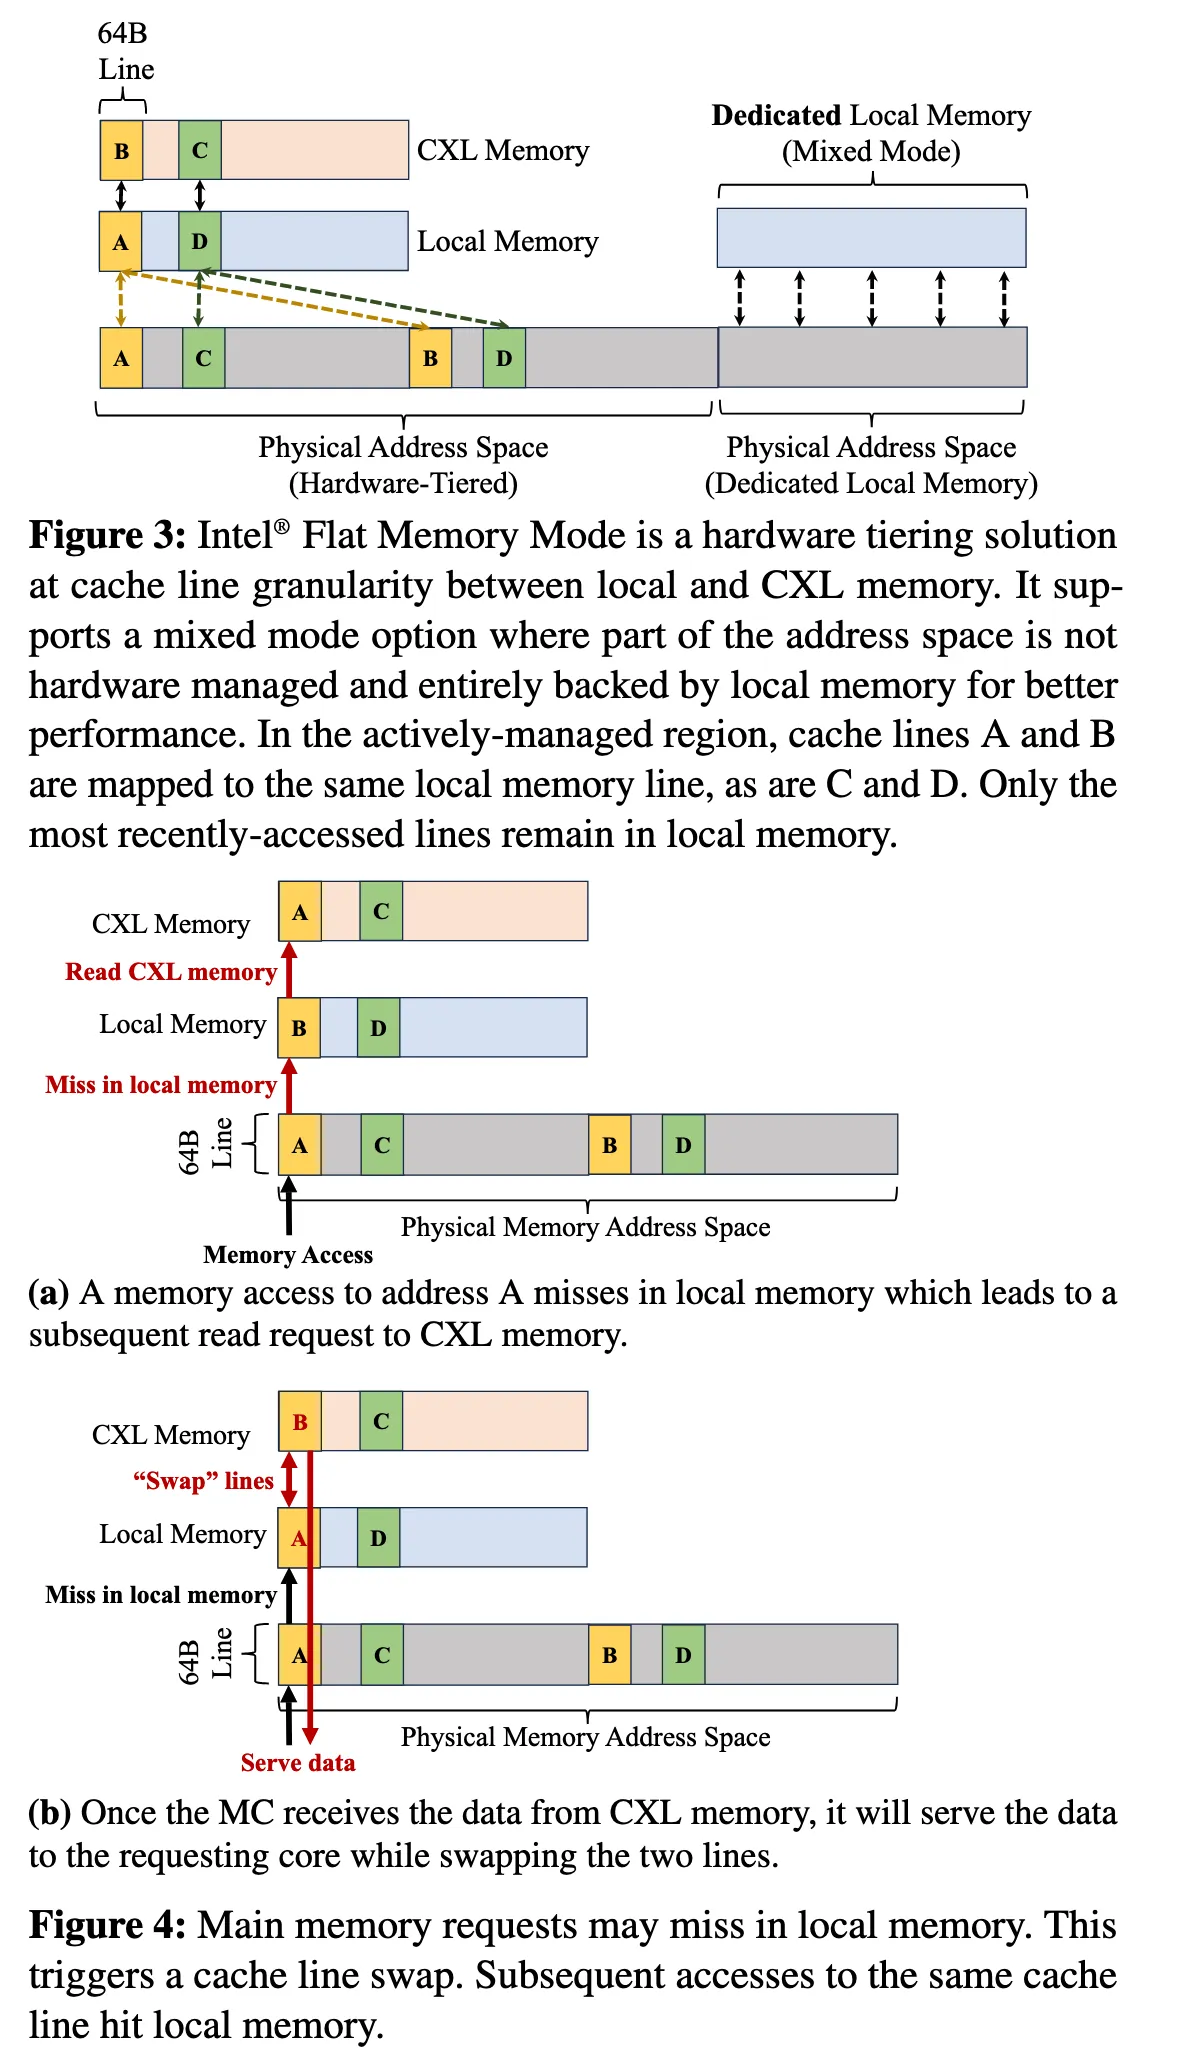 64B
Line
Dedicated Local Memory
(Mixed Mode)
B C CXL Memory
A D Local Memory
A C B D
Physical Address Space
(Hardware-Tiered)
Physical Address Space
(Dedicated Local Memory)
Figure 3: Intel® Flat Memory Mode is a hardware tiering solution
at cache line granularity between local and CXL memory. It sup-
ports a mixed mode option where part of the address space is not
hardware managed and entirely backed by local memory for better
performance. In the actively-managed region, cache lines A and B
are mapped to the same local memory line, as are C and D. Only the
most recently-accessed lines remain in local memory.
CXL Memory A C
Read CXL memory
Local Memory B D
Miss in local memory
64B
Line
A C B D
Physical Memory Address Space
Memory Access
(a) A memory access to address A misses in local memory which leads to a
subsequent read request to CXL memory.
CXL Memory B C
“Swap” lines
Local Memory A D
Miss in local memory
64B
Line
A C B D
Physical Memory Address Space
Serve data
(b) Once the MC receives the data from CXL memory, it will serve the data
to the requesting core while swapping the two lines.
Figure 4: Main memory requests may miss in local memory. This
triggers a cache line swap. Subsequent accesses to the same cache
line hit local memory.